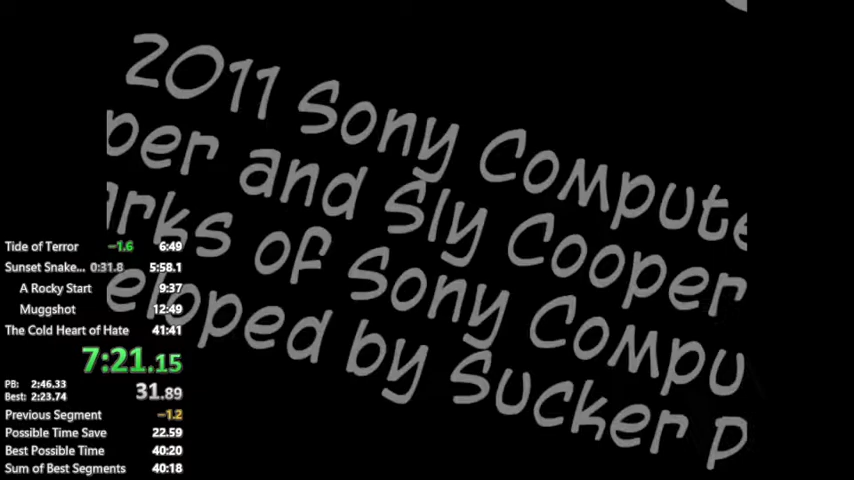 2011 Sony Compute
per and Sly Cooper
arks of Sony Compu
eloped by Sucker P
Tide of Terror −1.6 6:49
Sunset Snake... 0:31.8 5:58.1
A Rocky Start 9:37
Muggshot 12:49
The Cold Heart of Hate 41:41
7:21.15
PB: 2:46.33
Best: 2:23.74
31.89
Previous Segment −1.2
Possible Time Save 22.59
Best Possible Time 40:20
Sum of Best Segments 40:18